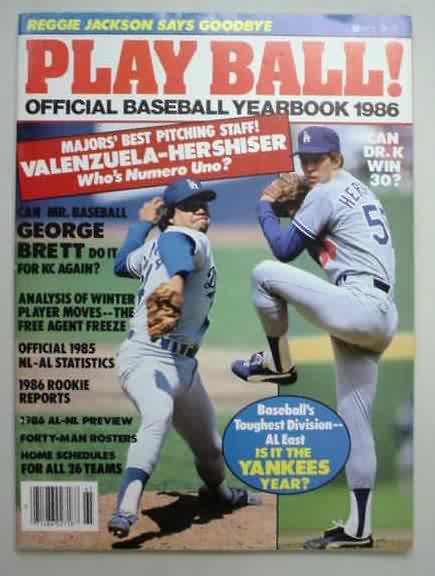 REGGIE JACKSON SAYS GOODBYE
PLAY BALL!
OFFICIAL BASEBALL YEARBOOK 1986
MAJORS' BEST PITCHING STAFF!
VALENZUELA-HERSHISER
Who's Numero Uno?
CAN
DR. K
WIN
30?
CAN MR. BASEBALL
GEORGE
BRETT DO IT
FOR KC AGAIN?
ANALYSIS OF WINTER
PLAYER MOVES--THE
FREE AGENT FREEZE
OFFICIAL 1985
NL-AL STATISTICS
1986 ROOKIE
REPORTS
1986 AL-NL PREVIEW
FORTY-MAN ROSTERS
HOME SCHEDULES
FOR ALL 26 TEAMS
Baseball's
Toughest Division--
AL East
IS IT THE
YANKEES
YEAR?